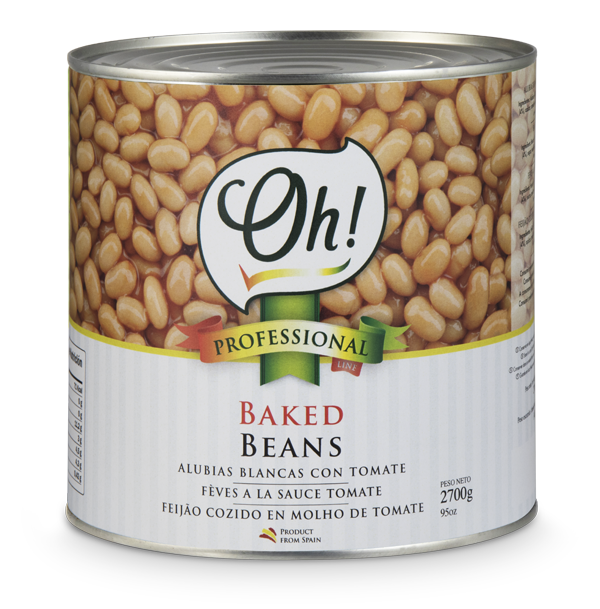 Oh!
PROFESSIONAL
LINE
BAKED
BEANS
ALUBIAS BLANCAS CON TOMATE
FÈVES A LA SAUCE TOMATE
FEIJÃO COZIDO EN MOLHO DE TOMATE
PESO NETO
2700g
95oz
PRODUCT
FROM SPAIN